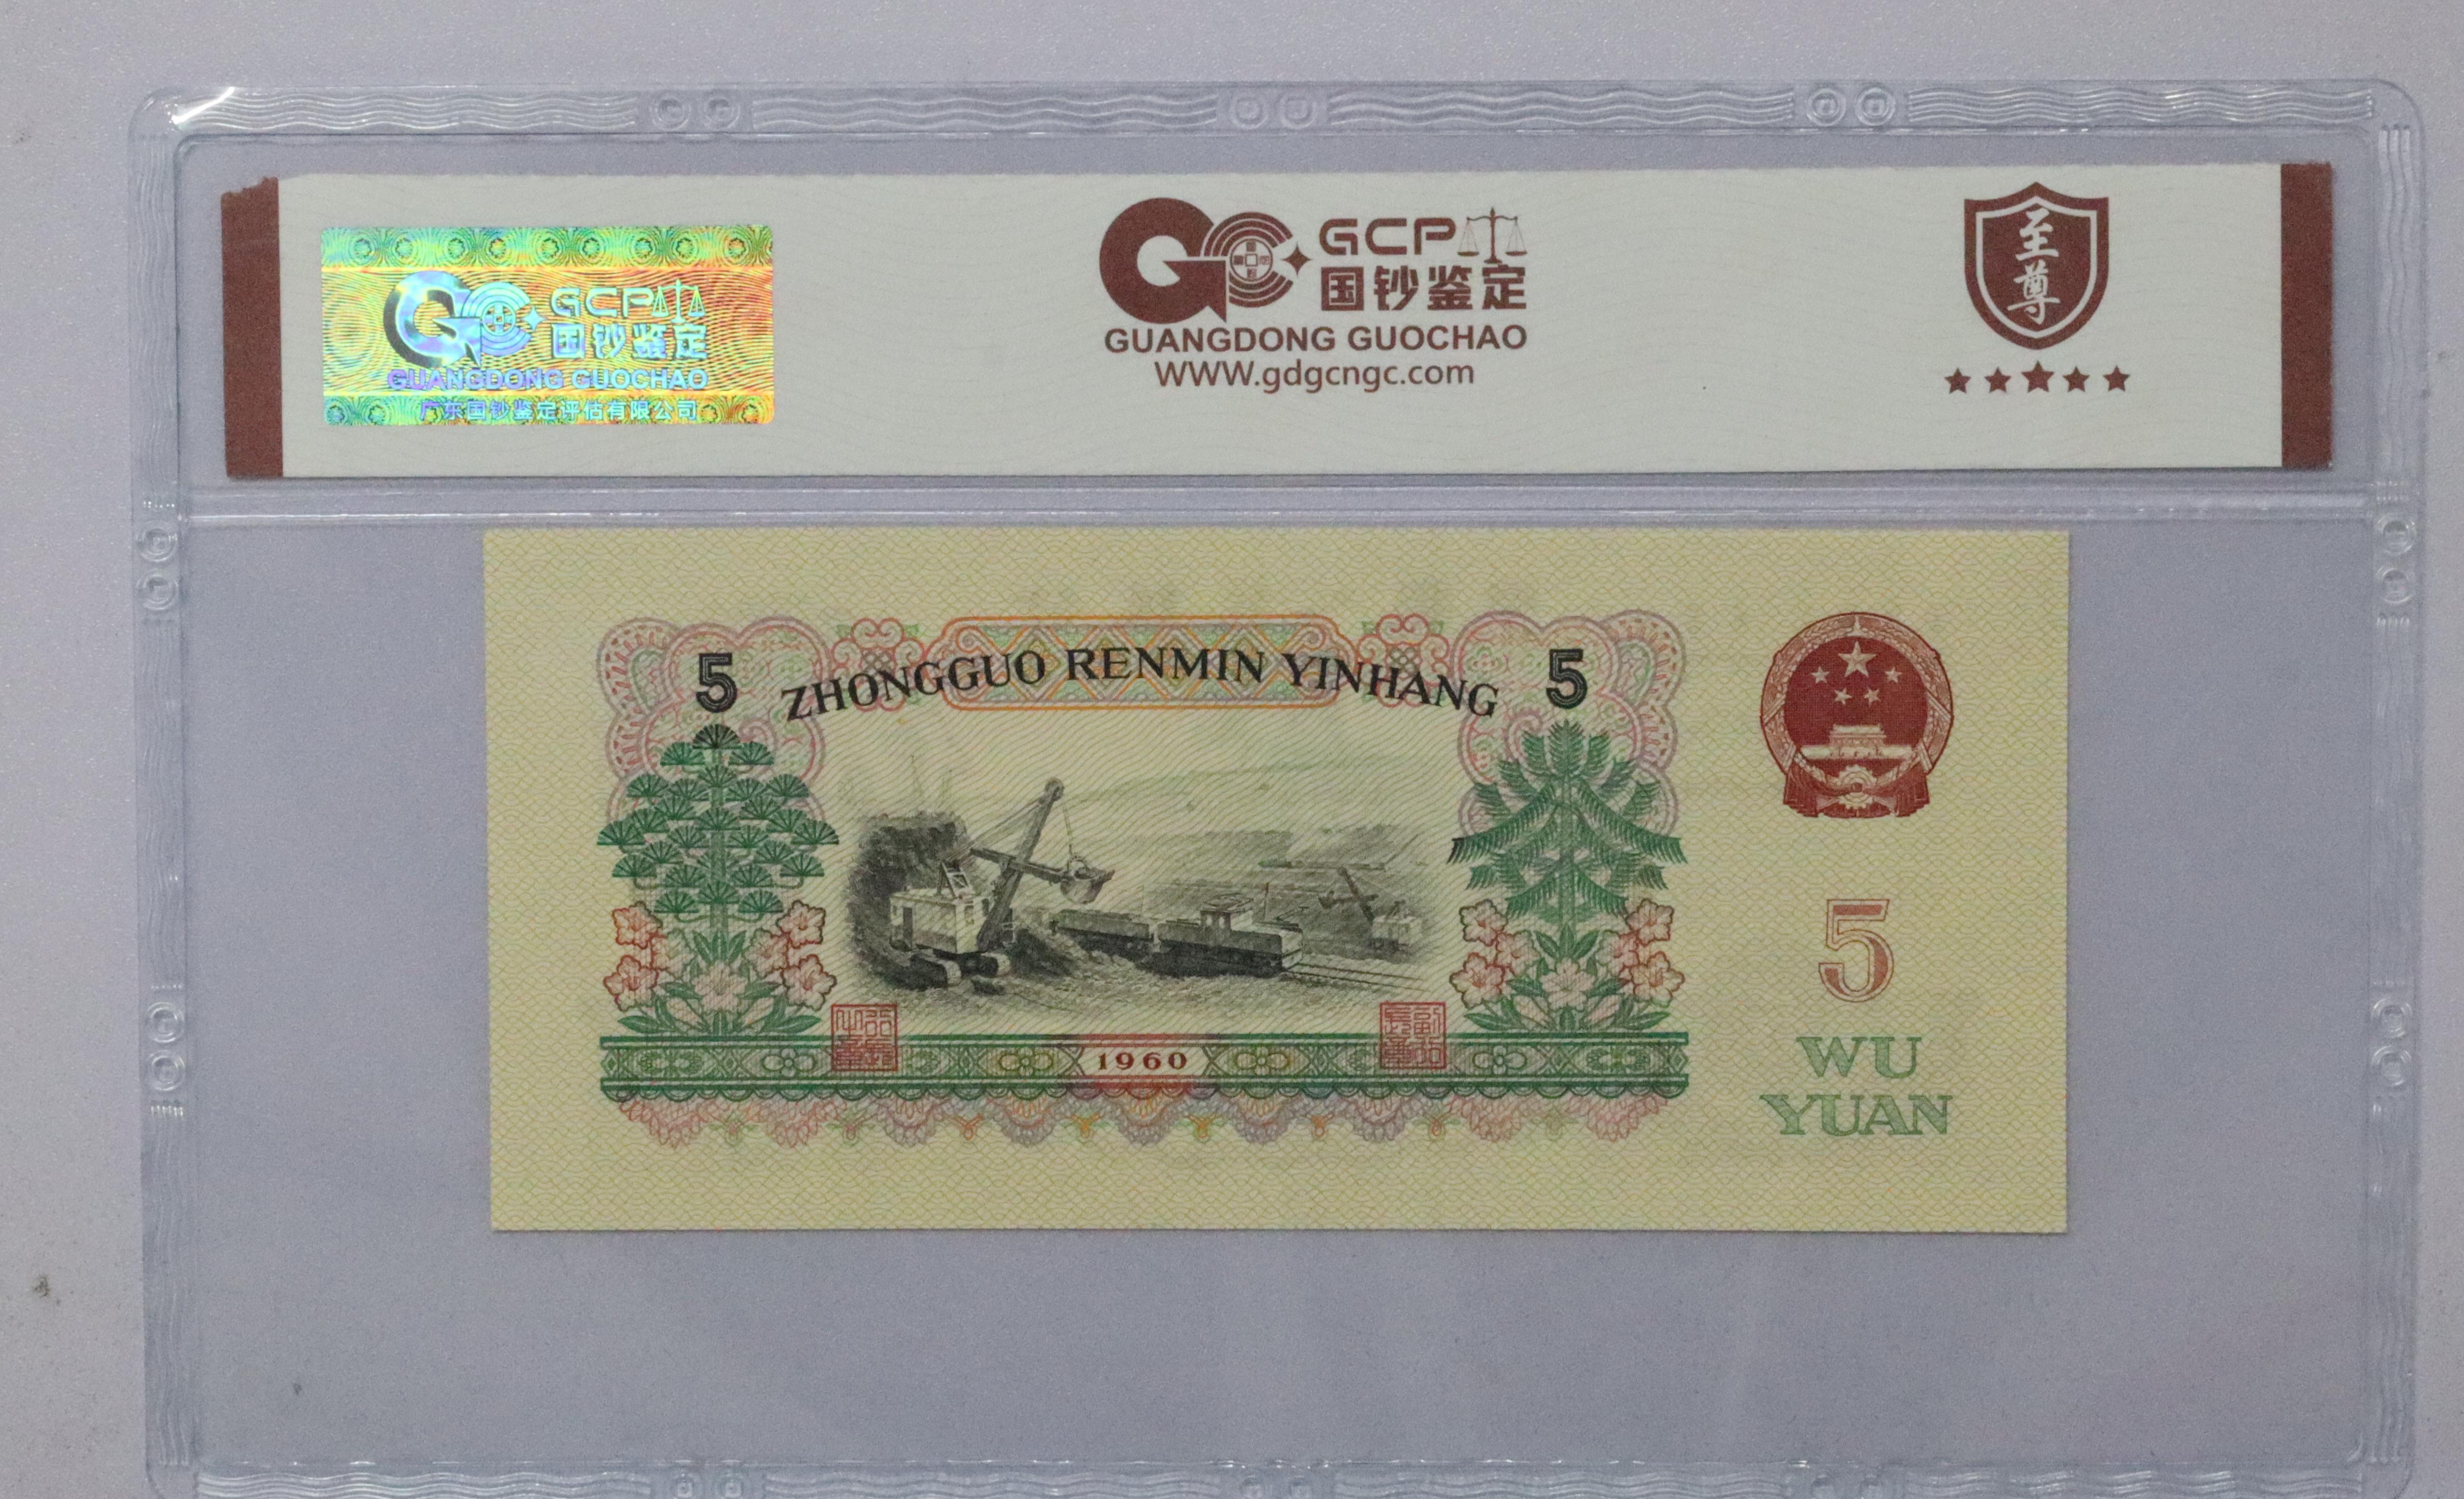 GCP
国钞鉴定
GUANGDONG GUOCHAO
广东国钞鉴定评估有限公司
GCP
国钞鉴定
GUANGDONG GUOCHAO
WWW.gdgcngc.com
至尊
5 ZHONGGUO RENMIN YINHANG 5
5
WU
YUAN
1960